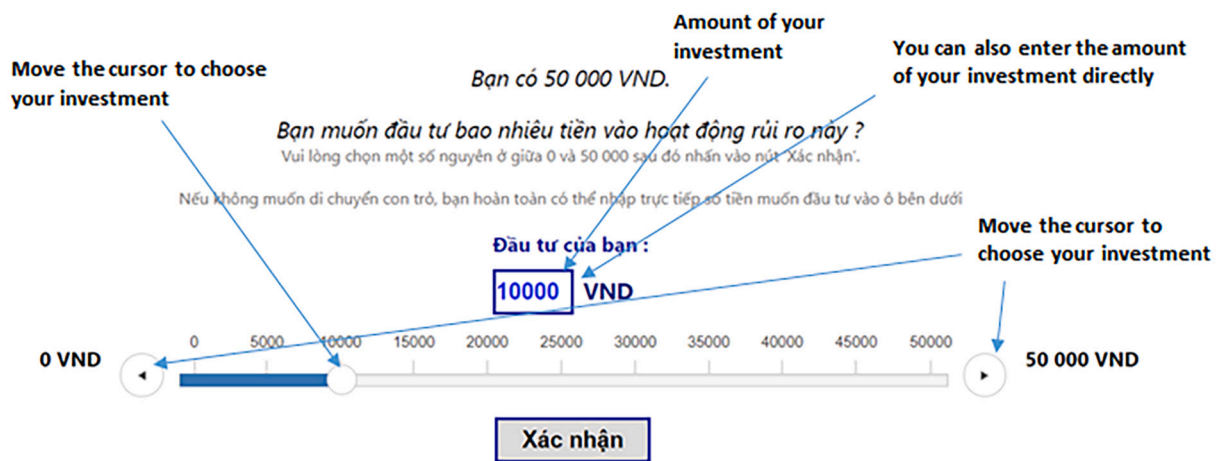 Amount of your
investment
You can also enter the amount
of your investment directly
Move the cursor to choose
your investment
Bạn có 50 000 VND.
Bạn muốn đầu tư bao nhiêu tiền vào hoạt động rủi ro này ?
Vui lòng chọn một số nguyên ở giữa 0 và 50 000 sau đó nhấn vào nút 'Xác nhận'.
Nếu không muốn di chuyển con trỏ, bạn hoàn toàn có thể nhập trực tiếp số tiền muốn đầu tư vào ô bên dưới
Move the cursor to
choose your investment
Đầu tư của bạn :
10000 VND
0 5000 10000 15000 20000 25000 30000 35000 40000 45000 50000
0 VND
50 000 VND
Xác nhận